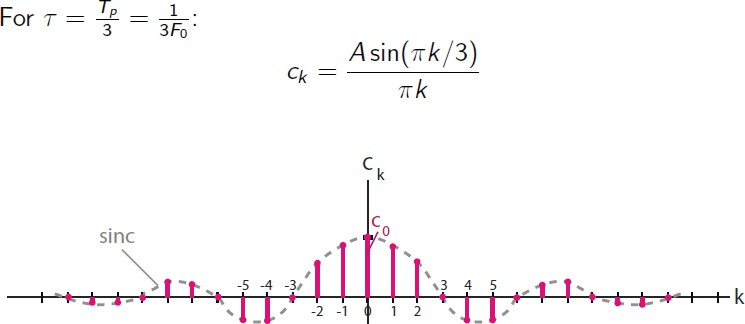 For τ = T_p/3 = 1/(3F_0):
c_k = A sin(πk/3) / πk
C_k
C_0
sinc
-5 -4 -3 3 4 5 k
-2 -1 0 1 2